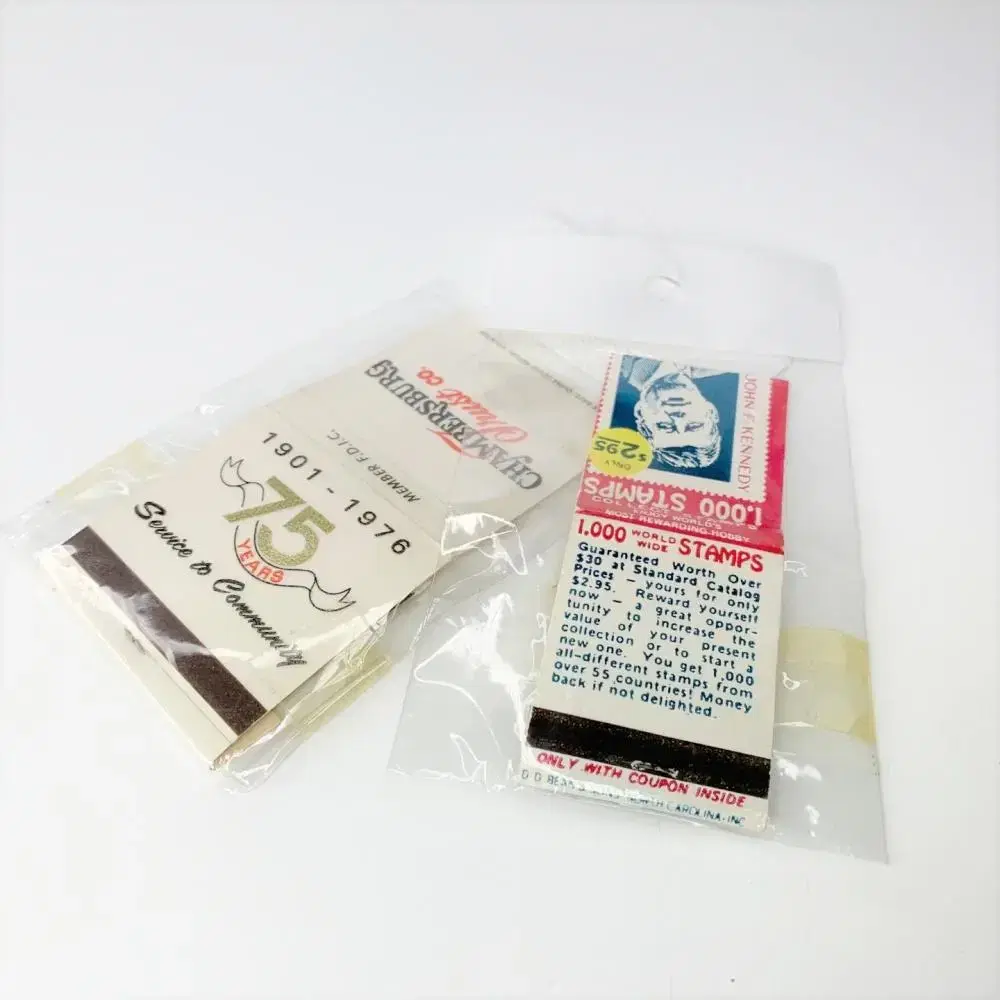 CHAMBERSBURG
Trust CO.
MEMBER F.D.I.C.
1901 - 1976
75
YEARS
Service to Community
JOHN F. KENNEDY
ONLY
$2.95
1,000 STAMPS
MOST REWARDING HOBBY
1.000 WORLD WIDE STAMPS
Guaranteed Worth Over
$30 at Standard Catalog
Prices — yours for only
$2.95. Reward yourself
now — a great oppor-
tunity to increase the
value of your present
collection or to start a
new one. You get 1,000
all-different stamps from
over 55 countries! Money
back if not delighted.
ONLY WITH COUPON INSIDE
NORTH CAROLINA, INC.